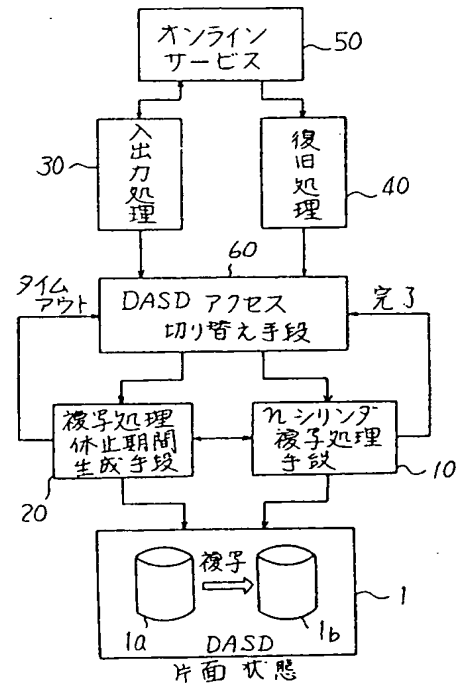 オンライン
サービス
50
入出力処理
30
復旧処理
40
60
タイム
アウト
DASD アクセス
切り替え手段
完了
複写処理
休止期間
生成手段
20
nシリンダ
複写処理
手段
10
複写
1a
1b
1
DASD
片面状態